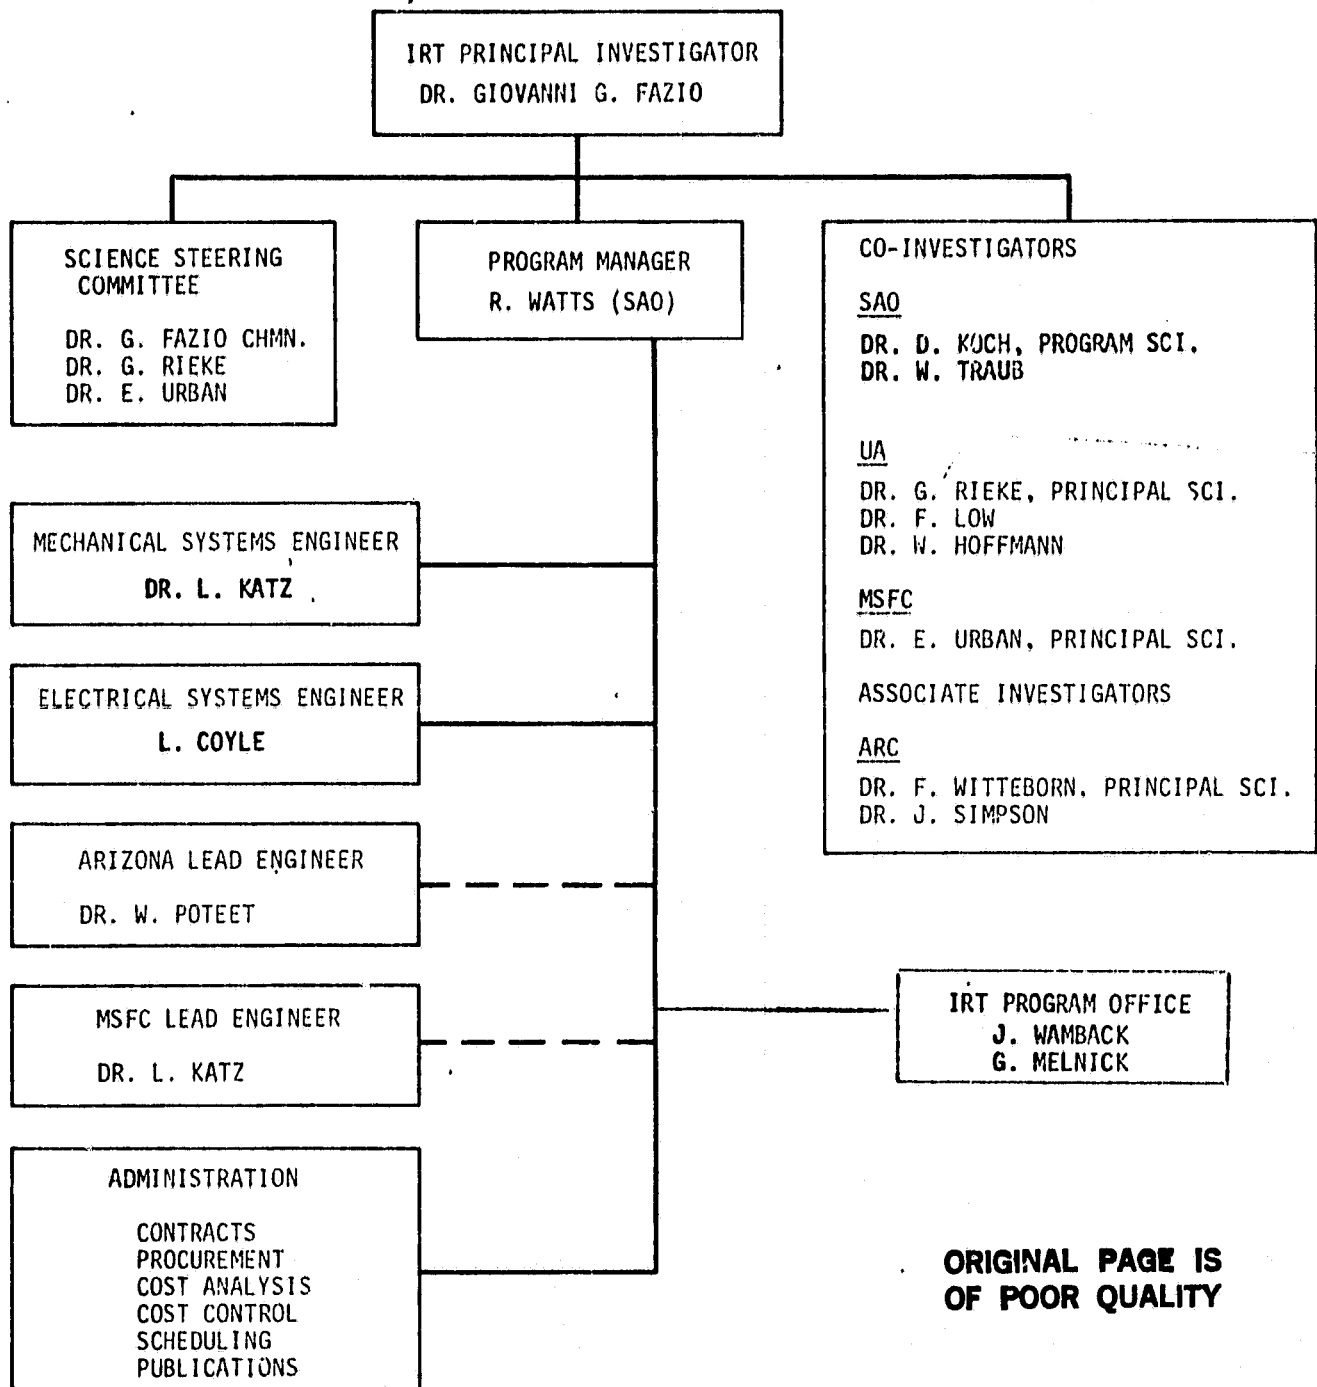 IRT PRINCIPAL INVESTIGATOR
DR. GIOVANNI G. FAZIO
SCIENCE STEERING
COMMITTEE
DR. G. FAZIO CHMN.
DR. G. RIEKE
DR. E. URBAN
PROGRAM MANAGER
R. WATTS (SAO)
CO-INVESTIGATORS
SAO
DR. D. KOCH, PROGRAM SCI.
DR. W. TRAUB
UA
DR. G. RIEKE, PRINCIPAL SCI.
DR. F. LOW
DR. W. HOFFMANN
MSFC
DR. E. URBAN, PRINCIPAL SCI.
ASSOCIATE INVESTIGATORS
ARC
DR. F. WITTEBORN, PRINCIPAL SCI.
DR. J. SIMPSON
MECHANICAL SYSTEMS ENGINEER
DR. L. KATZ
ELECTRICAL SYSTEMS ENGINEER
L. COYLE
ARIZONA LEAD ENGINEER
DR. W. POTEET
MSFC LEAD ENGINEER
DR. L. KATZ
IRT PROGRAM OFFICE
J. WAMBACK
G. MELNICK
ADMINISTRATION
CONTRACTS
PROCUREMENT
COST ANALYSIS
COST CONTROL
SCHEDULING
PUBLICATIONS
ORIGINAL PAGE IS
OF POOR QUALITY